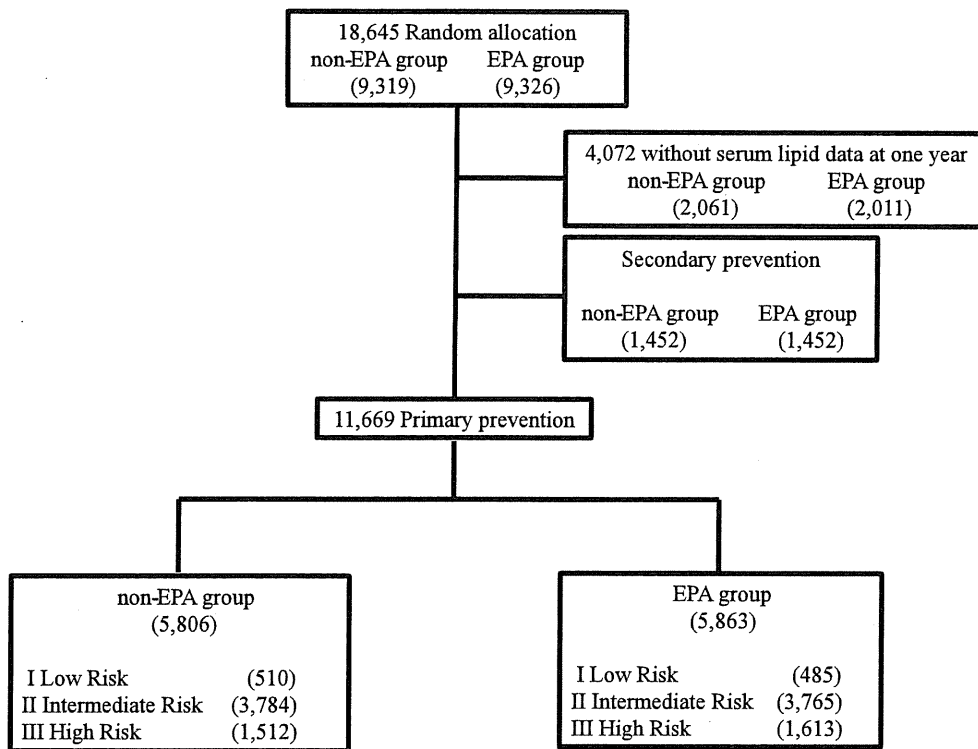 18,645 Random allocation
non-EPA group EPA group
(9,319) (9,326)
4,072 without serum lipid data at one year
non-EPA group EPA group
(2,061) (2,011)
Secondary prevention
non-EPA group EPA group
(1,452) (1,452)
11,669 Primary prevention
non-EPA group
(5,806)
I Low Risk (510)
II Intermediate Risk (3,784)
III High Risk (1,512)
EPA group
(5,863)
I Low Risk (485)
II Intermediate Risk (3,765)
III High Risk (1,613)